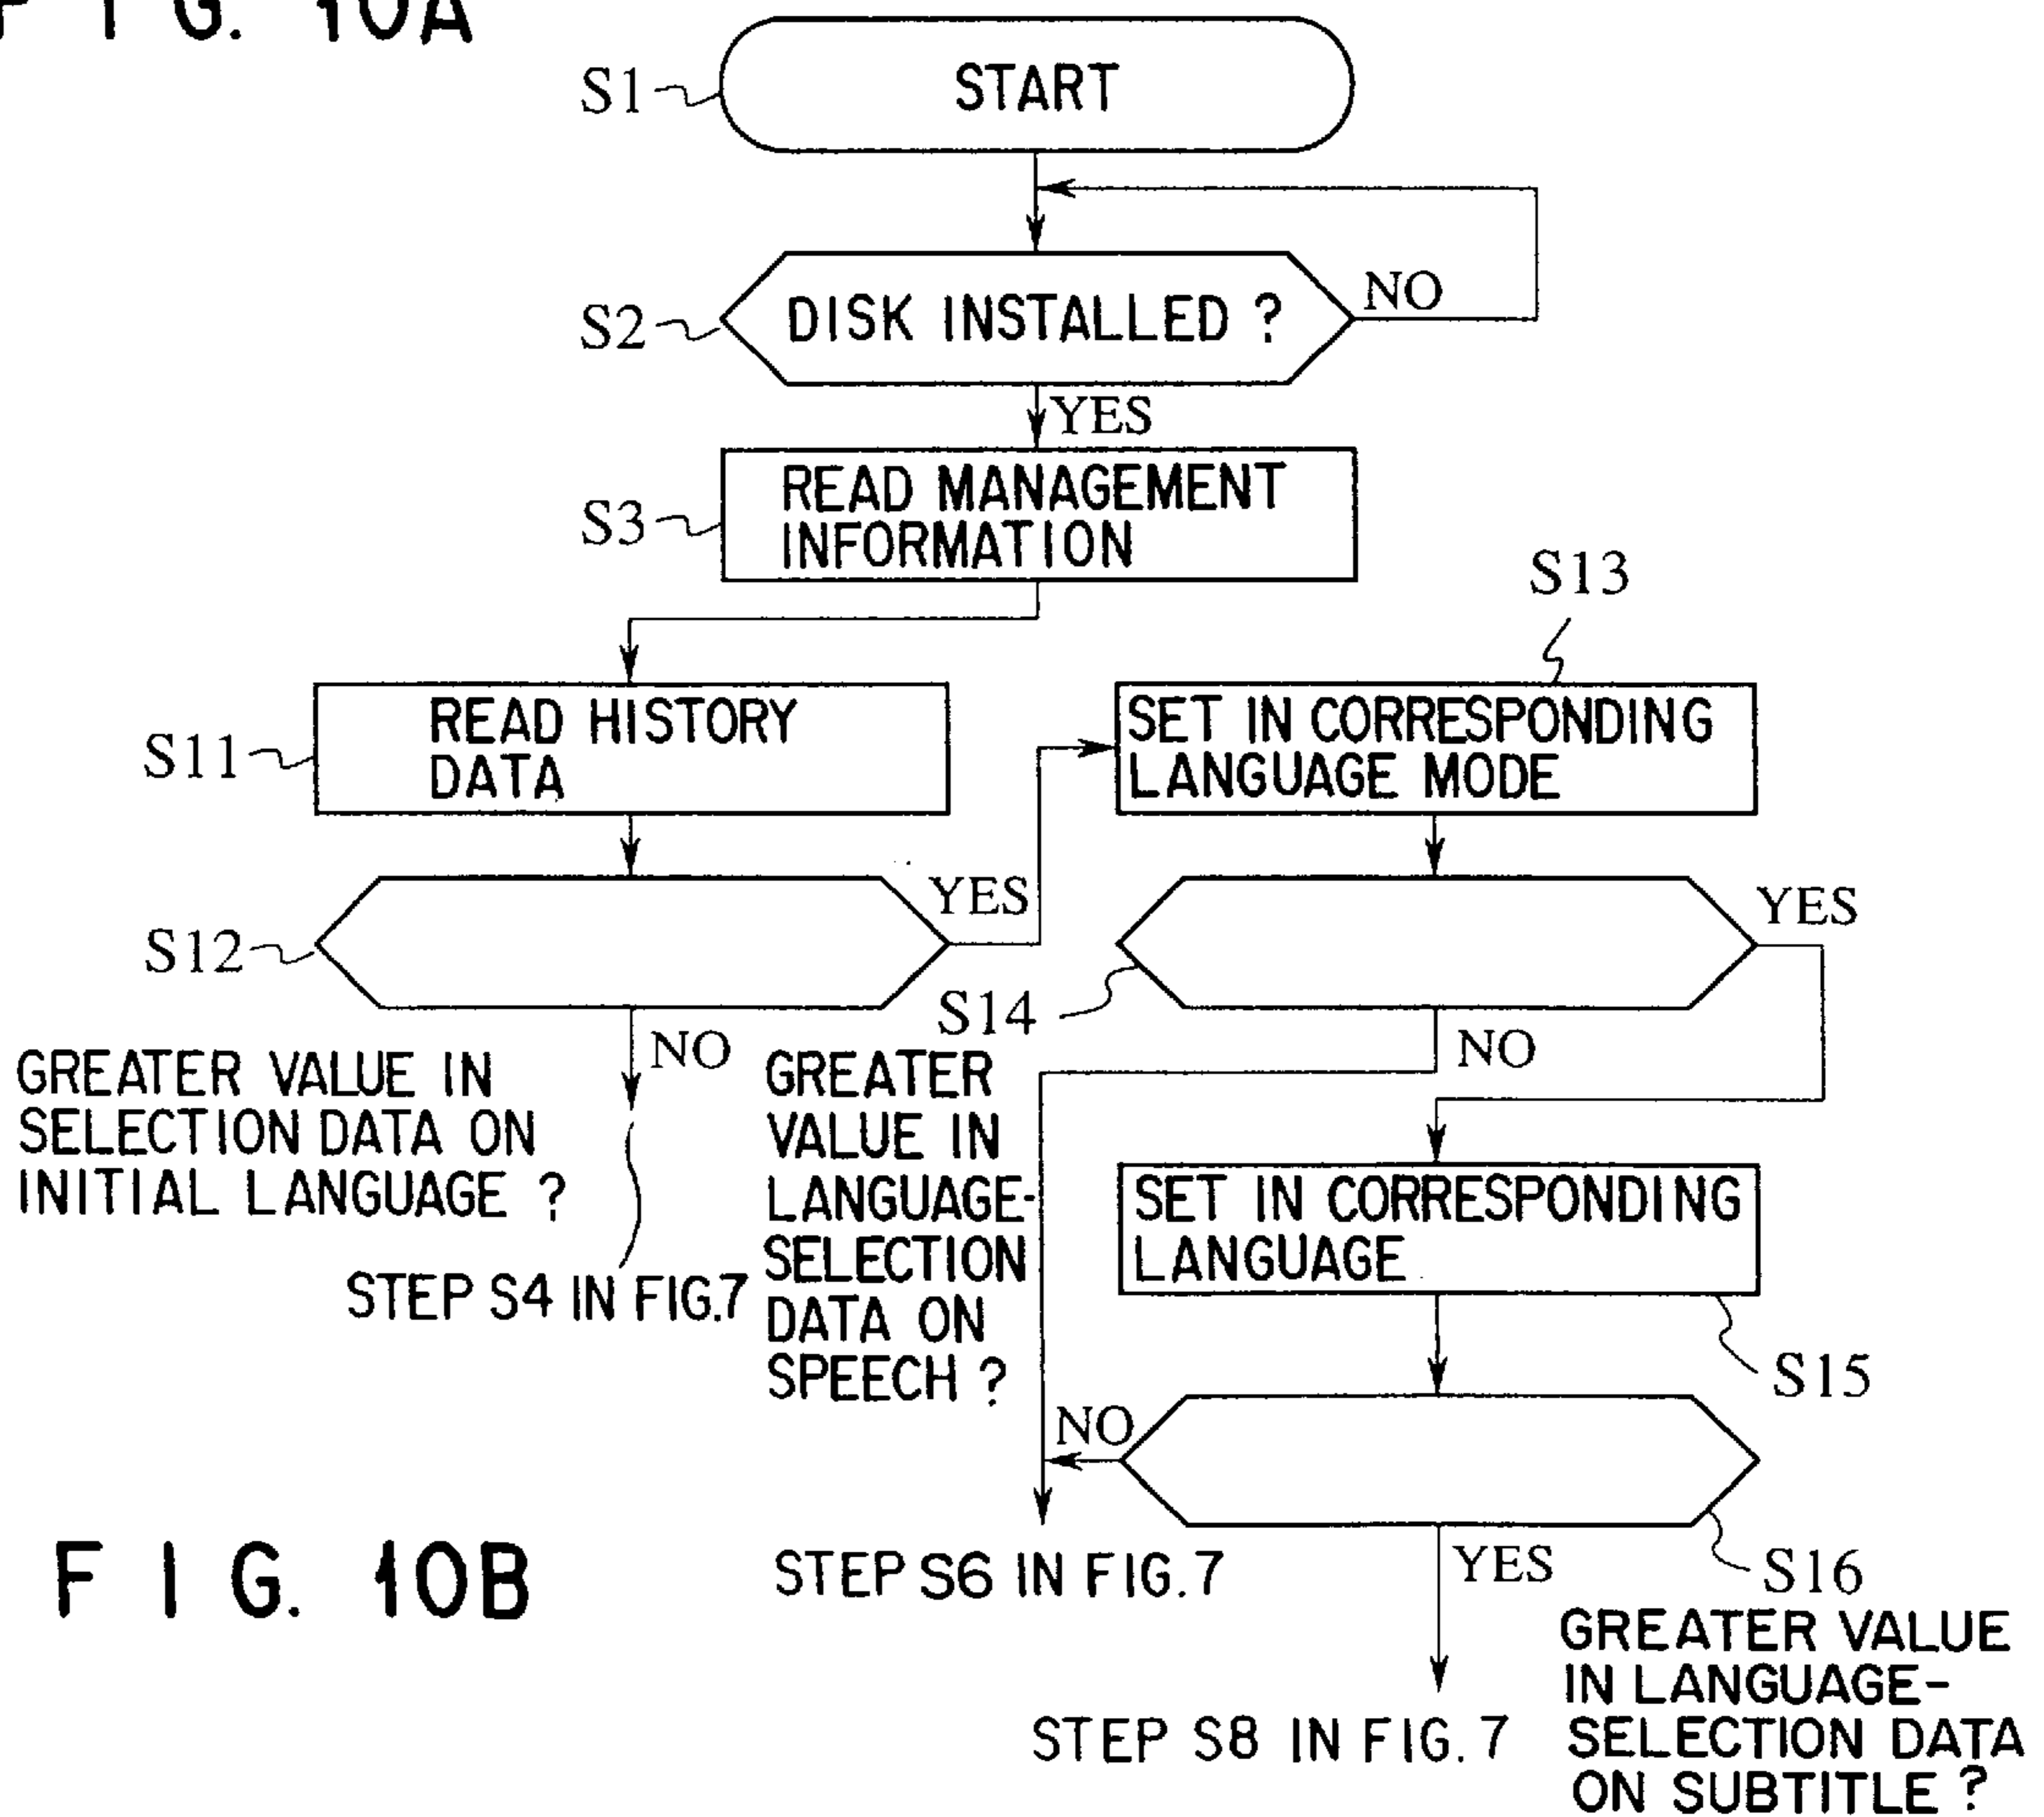 F I G. 10A
START
S1
DISK INSTALLED ?
S2
NO
YES
READ MANAGEMENT
INFORMATION
S3
S13
READ HISTORY
DATA
S11
SET IN CORRESPONDING
LANGUAGE MODE
YES
S12
YES
S14
NO
GREATER VALUE IN
SELECTION DATA ON
INITIAL LANGUAGE ?
STEP S4 IN FIG.7
NO
GREATER
VALUE IN
LANGUAGE-
SELECTION
DATA ON
SPEECH ?
SET IN CORRESPONDING
LANGUAGE
S15
NO
STEP S6 IN FIG.7
YES
S16
GREATER VALUE
IN LANGUAGE-
SELECTION DATA
ON SUBTITLE ?
STEP S8 IN FIG.7
F I G. 10B